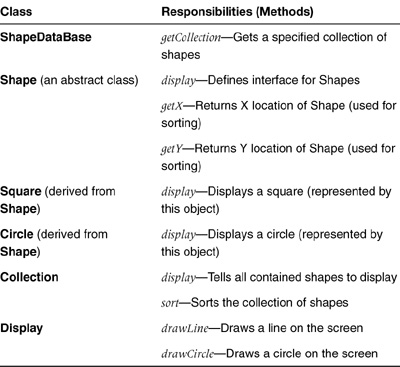 Class Responsibilities (Methods)
ShapeDataBase getCollection—Gets a specified collection of
shapes
Shape (an abstract class) display—Defines interface for Shapes
getX—Returns X location of Shape (used for
sorting)
getY—Returns Y location of Shape (used for
sorting)
Square (derived from display—Displays a square (represented by
Shape) this object)
Circle (derived from display—Displays a circle (represented by
Shape) this object)
Collection display—Tells all contained shapes to display
sort—Sorts the collection of shapes
Display drawLine—Draws a line on the screen
drawCircle—Draws a circle on the screen